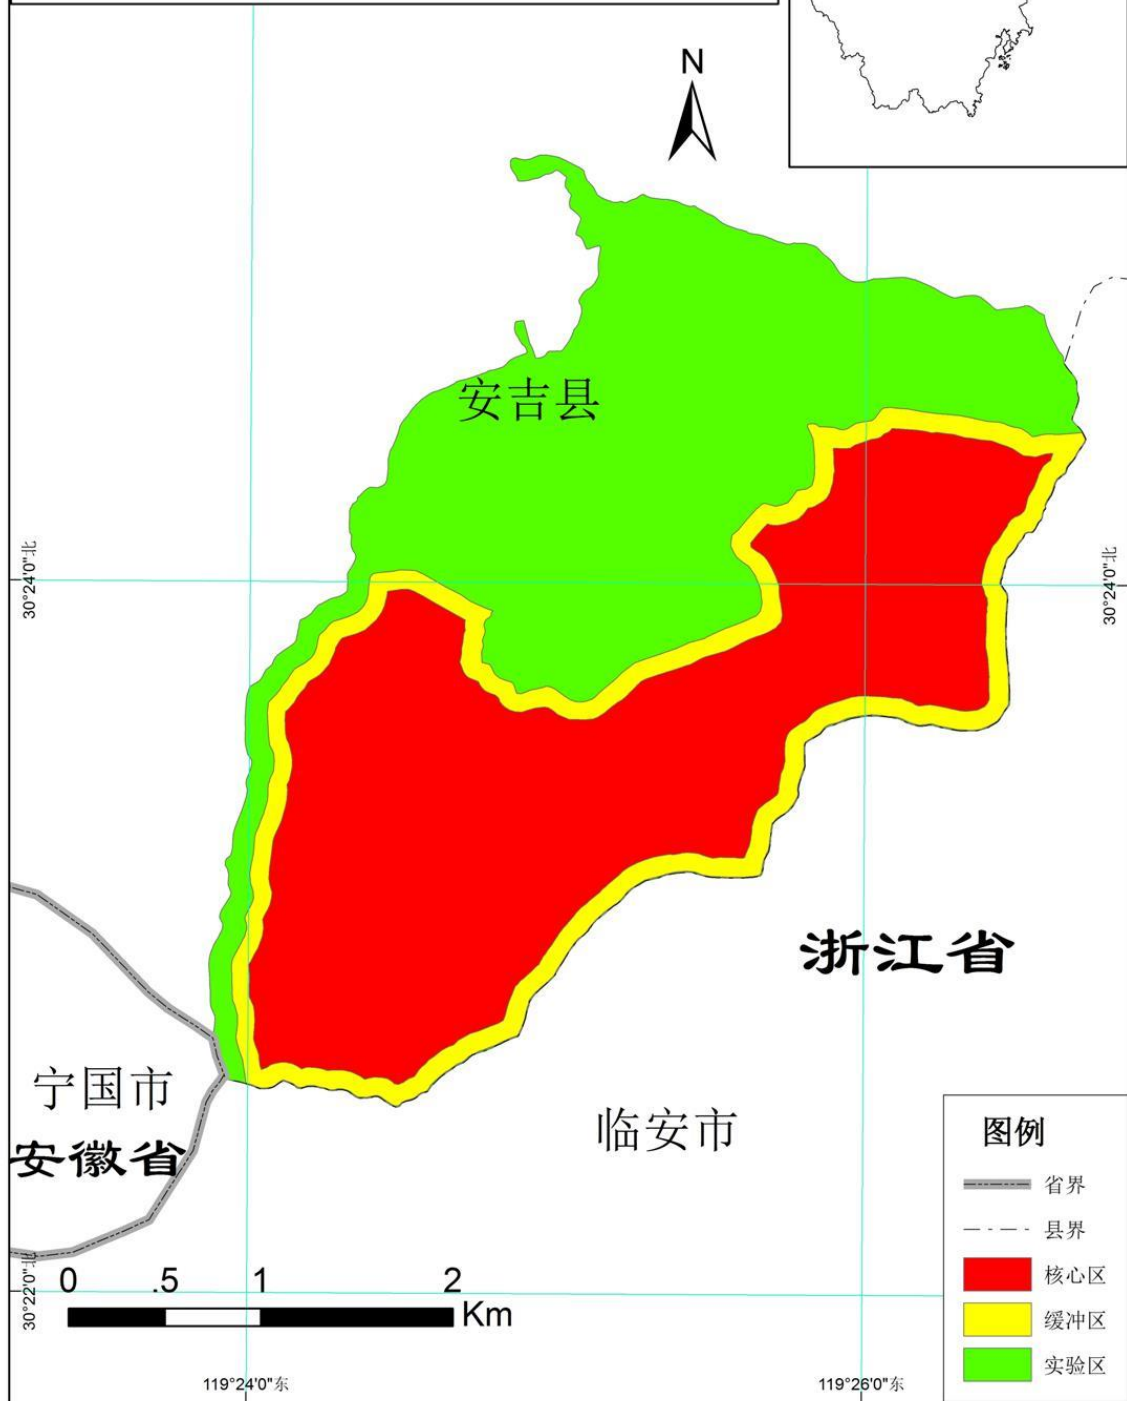 N
安吉县
30°24'0"北
30°24'0"北
浙江省
宁国市
安徽省
临安市
图例
省界
县界
核心区
缓冲区
实验区
30°22'0"北
0 .5 1 2
Km
119°24'0"东
119°26'0"东